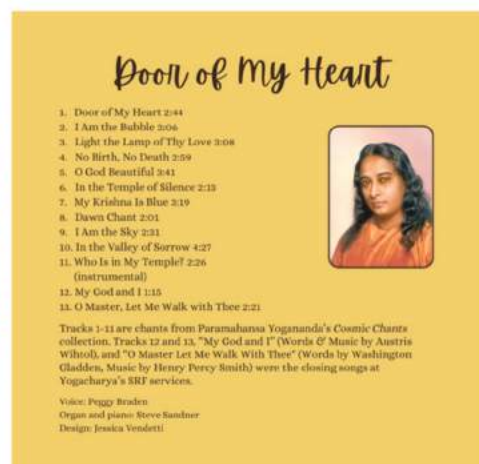 Door of My Heart
1. Door of My Heart 2:44
2. I Am the Bubble 2:06
3. Light the Lamp of Thy Love 3:08
4. No Birth, No Death 2:59
5. O God Beautiful 3:41
6. In the Temple of Silence 2:13
7. My Krishna Is Blue 3:19
8. Dawn Chant 2:01
9. I Am the Sky 2:31
10. In the Valley of Sorrow 4:27
11. Who Is in My Temple? 2:26
(instrumental)
12. My God and I 1:15
13. O Master, Let Me Walk with Thee 2:21
Tracks 1-11 are chants from Paramahansa Yogananda's Cosmic Chants
collection. Tracks 12 and 13, "My God and I" (Words & Music by Austris
Wihtol), and "O Master Let Me Walk With Thee" (Words by Washington
Gladden, Music by Henry Percy Smith) were the closing songs at
Yogacharya's SRF services.
Voice: Peggy Braden
Organ and piano: Steve Sandner
Design: Jessica Vendetti